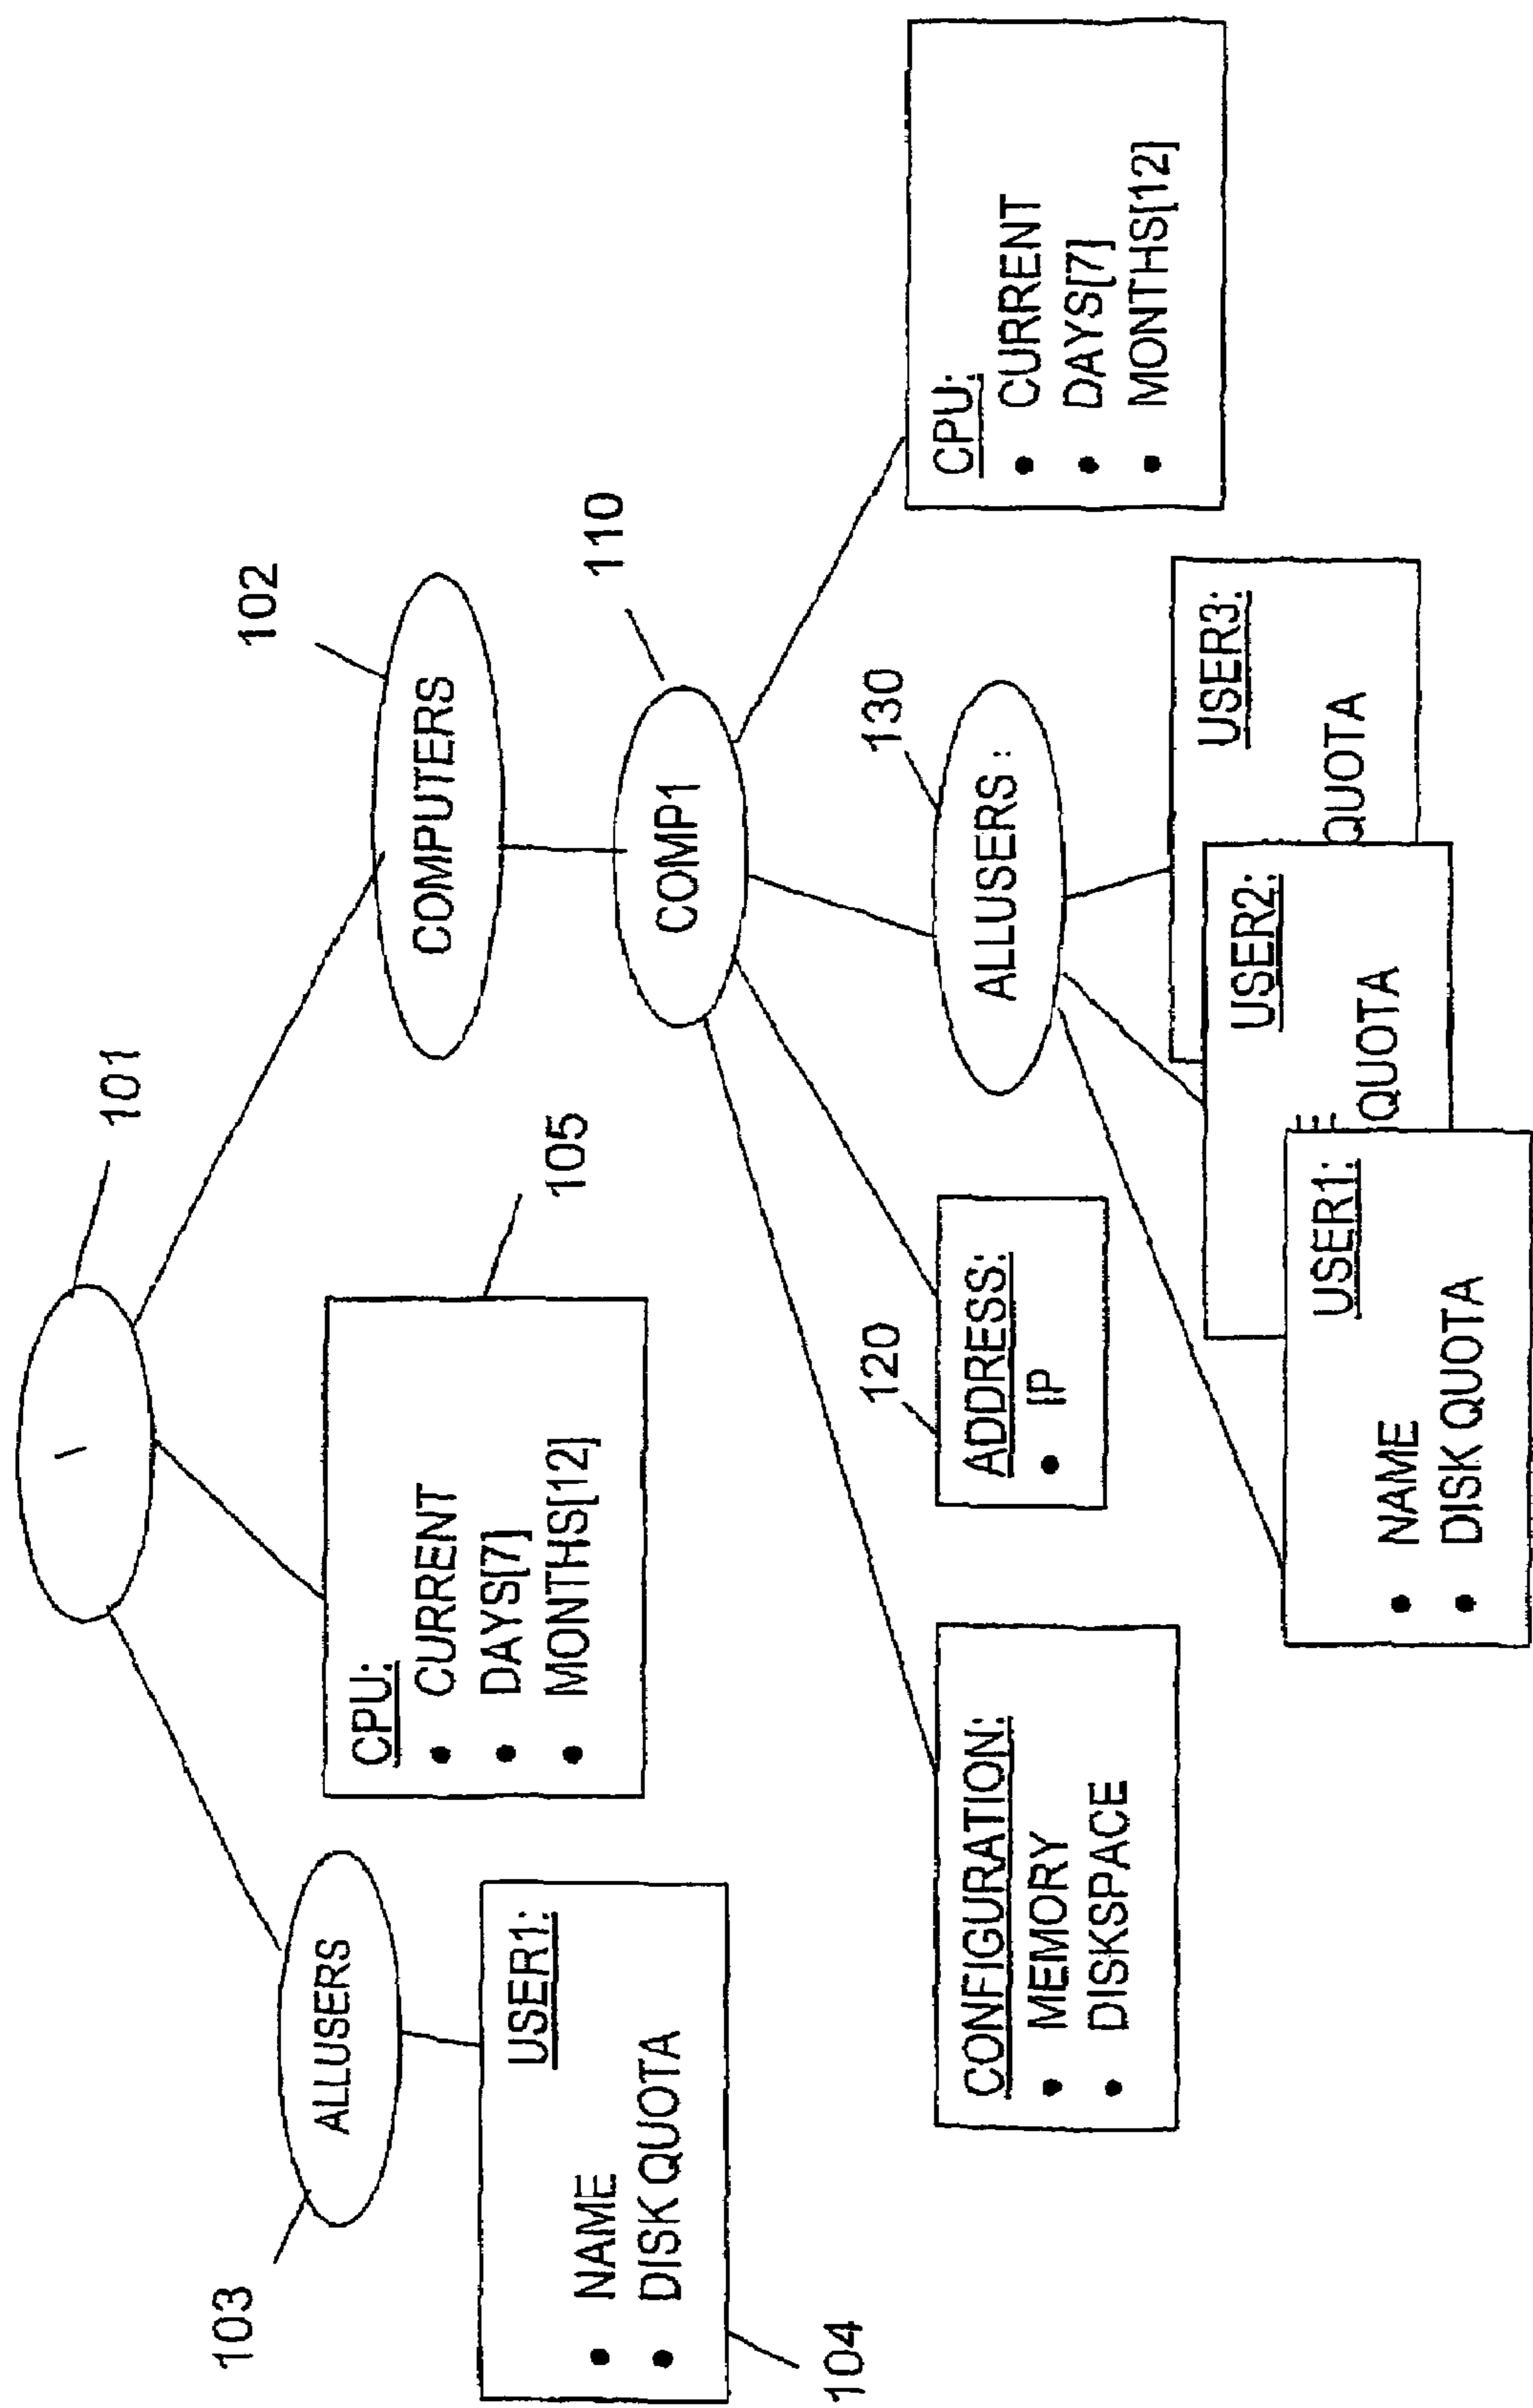 101
/
103
ALLUSERS
102
COMPUTERS
CPU:
• CURRENT
• DAYS[7]
• MONTHS[12]
105
USER1:
• NAME
• DISK QUOTA
104
COMP1
110
CONFIGURATION:
• MEMORY
• DISKSPACE
120
ADDRESS:
• IP
130
ALLUSERS :
CPU:
• CURRENT
• DAYS[7]
• MONTHS[12]
USER1:
• NAME
• DISK QUOTA
USER2:
QUOTA
USER3:
QUOTA